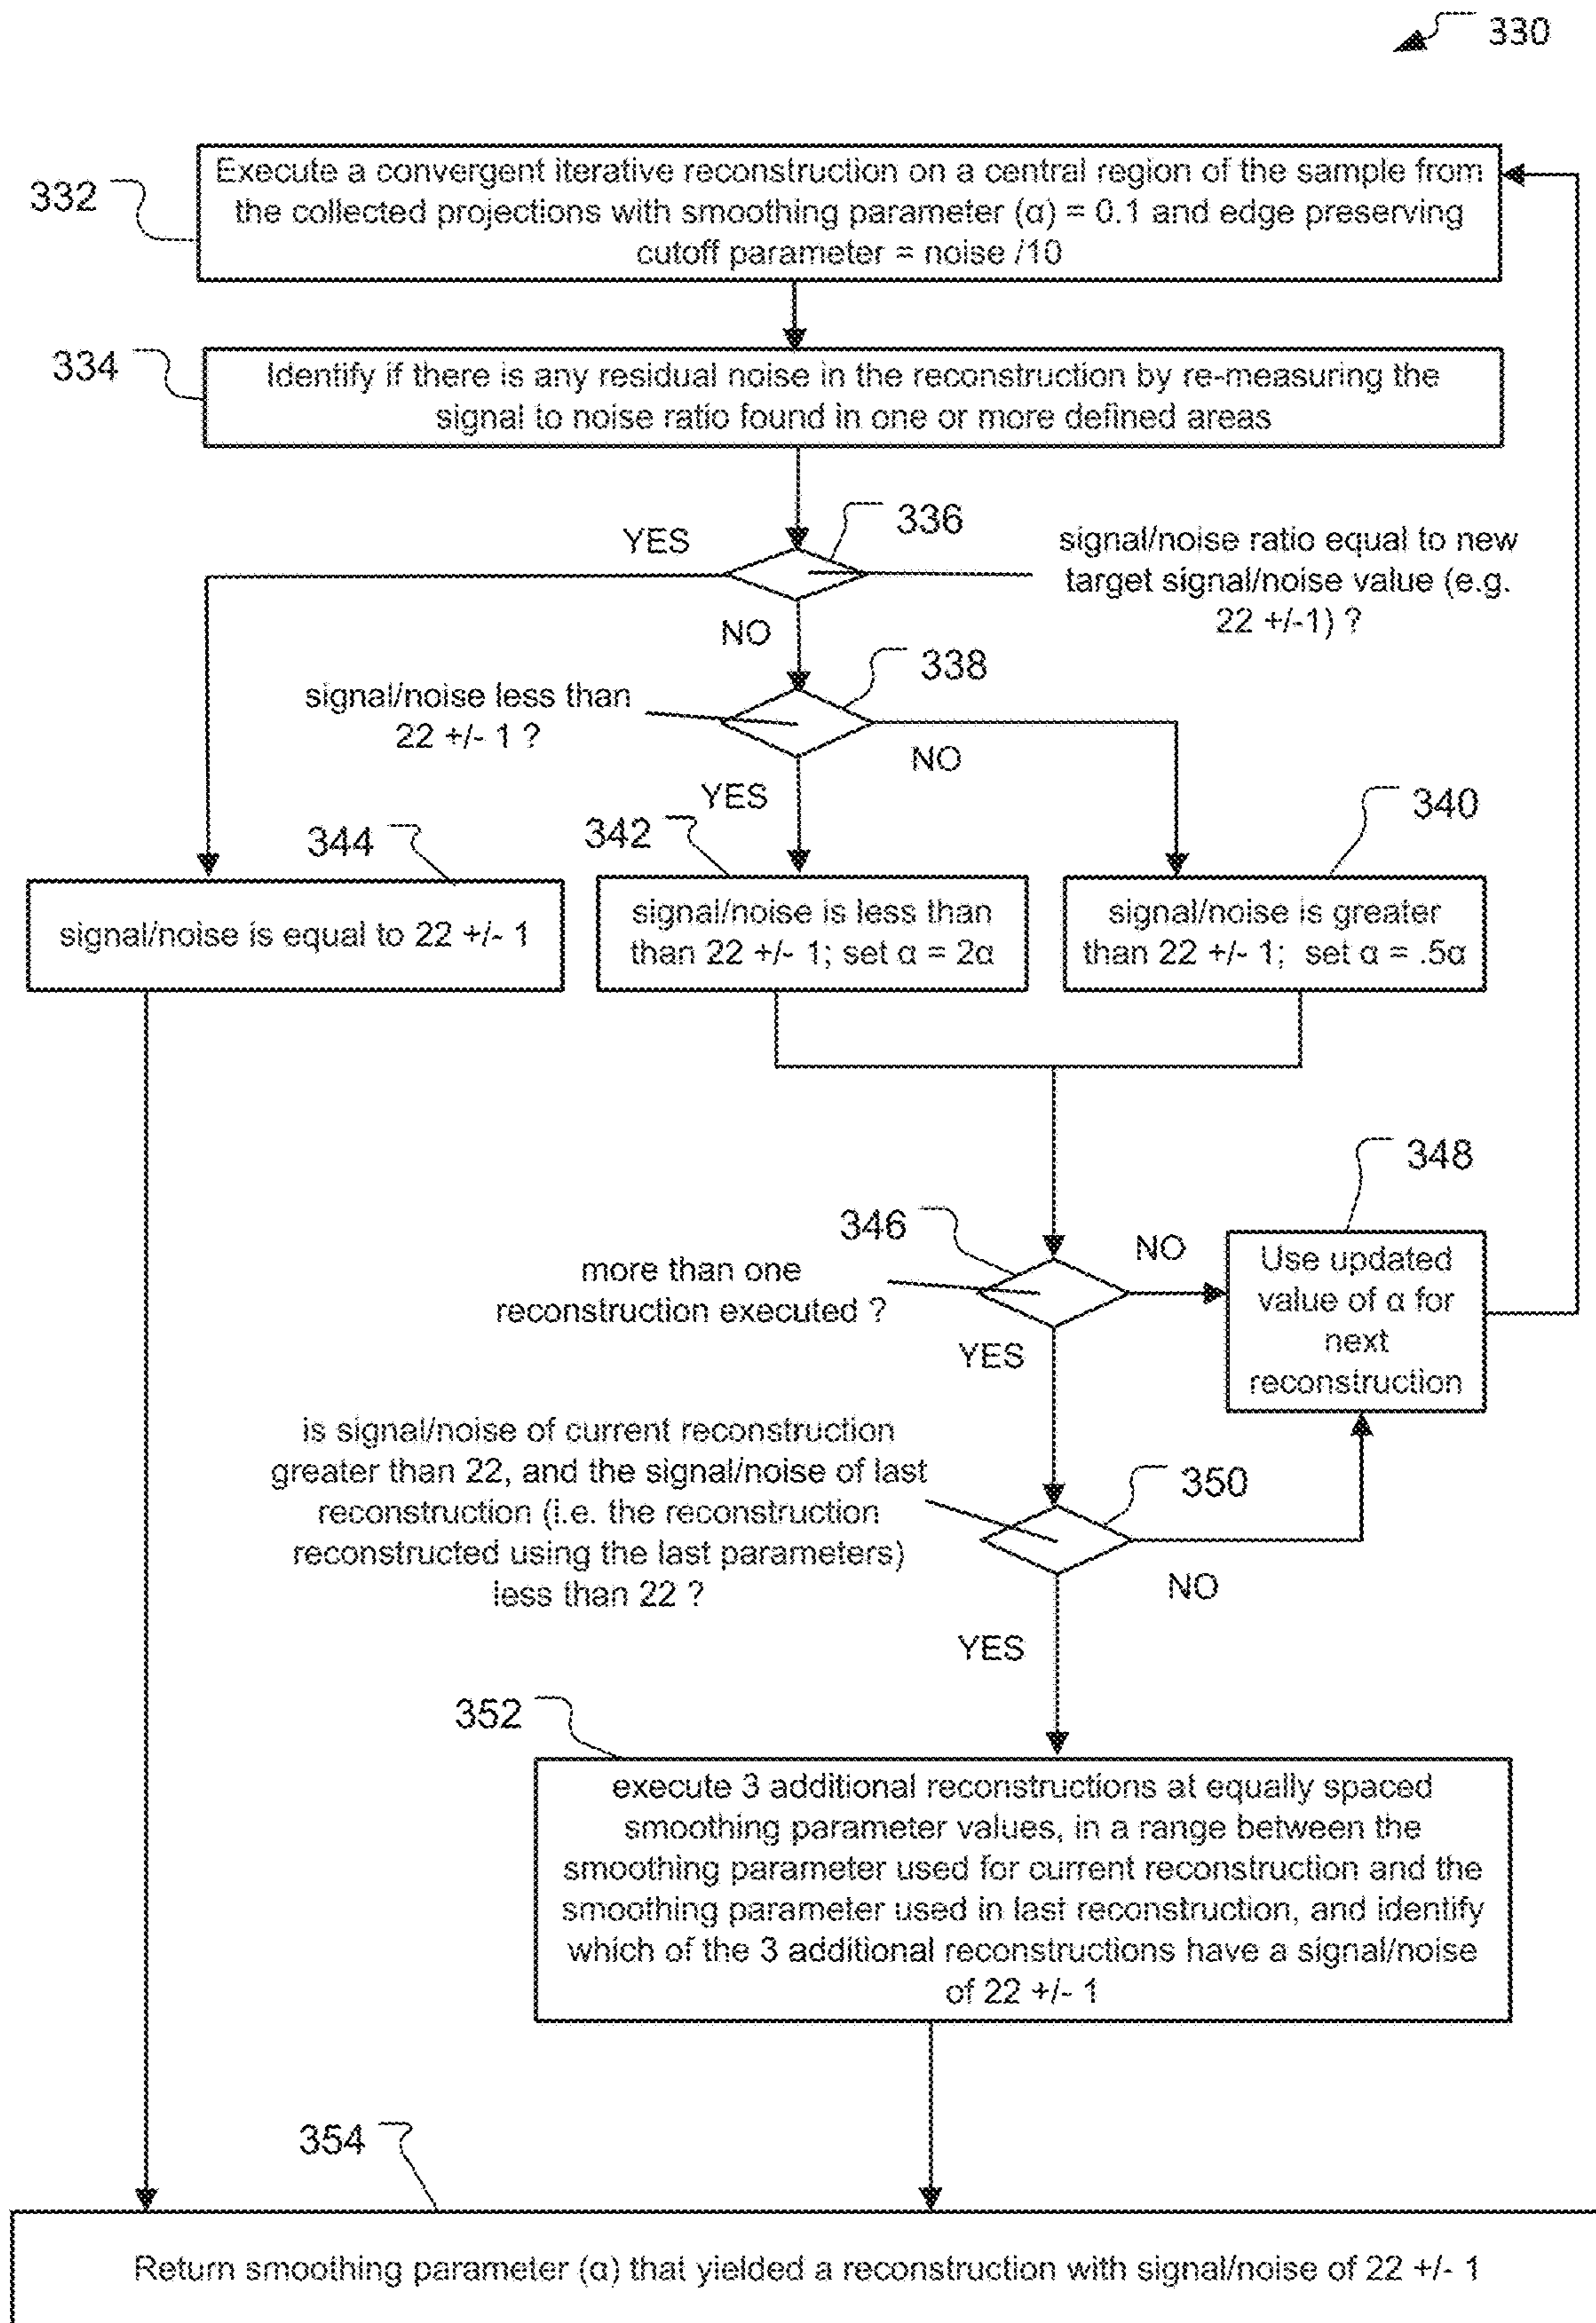 330
332
Execute a convergent iterative reconstruction on a central region of the sample from
the collected projections with smoothing parameter (α) = 0.1 and edge preserving
cutoff parameter = noise /10
334
Identify if there is any residual noise in the reconstruction by re-measuring the
signal to noise ratio found in one or more defined areas
336
YES
signal/noise ratio equal to new
target signal/noise value (e.g.
22 +/-1) ?
NO
338
signal/noise less than
22 +/- 1 ?
NO
YES
344
342
340
signal/noise is equal to 22 +/- 1
signal/noise is less than
than 22 +/- 1; set α = 2α
signal/noise is greater
than 22 +/- 1; set α = .5α
346
348
more than one
reconstruction executed ?
NO
YES
Use updated
value of α for
next
reconstruction
is signal/noise of current reconstruction
greater than 22, and the signal/noise of last
reconstruction (i.e. the reconstruction
reconstructed using the last parameters)
less than 22 ?
350
NO
YES
352
execute 3 additional reconstructions at equally spaced
smoothing parameter values, in a range between the
smoothing parameter used for current reconstruction and the
smoothing parameter used in last reconstruction, and identify
which of the 3 additional reconstructions have a signal/noise
of 22 +/- 1
354
Return smoothing parameter (α) that yielded a reconstruction with signal/noise of 22 +/- 1